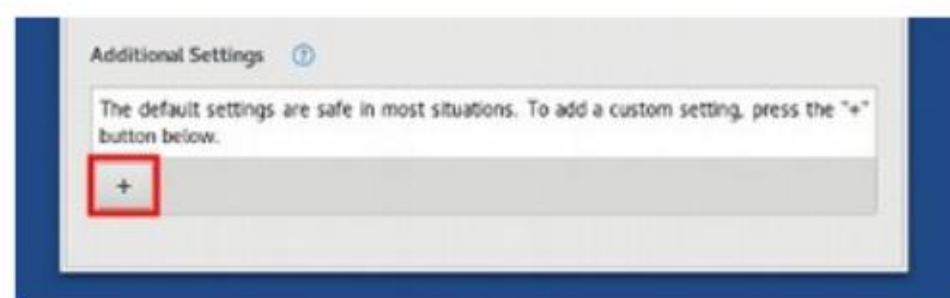 Additional Settings ?
The default settings are safe in most situations. To add a custom setting, press the "+"
button below.
+